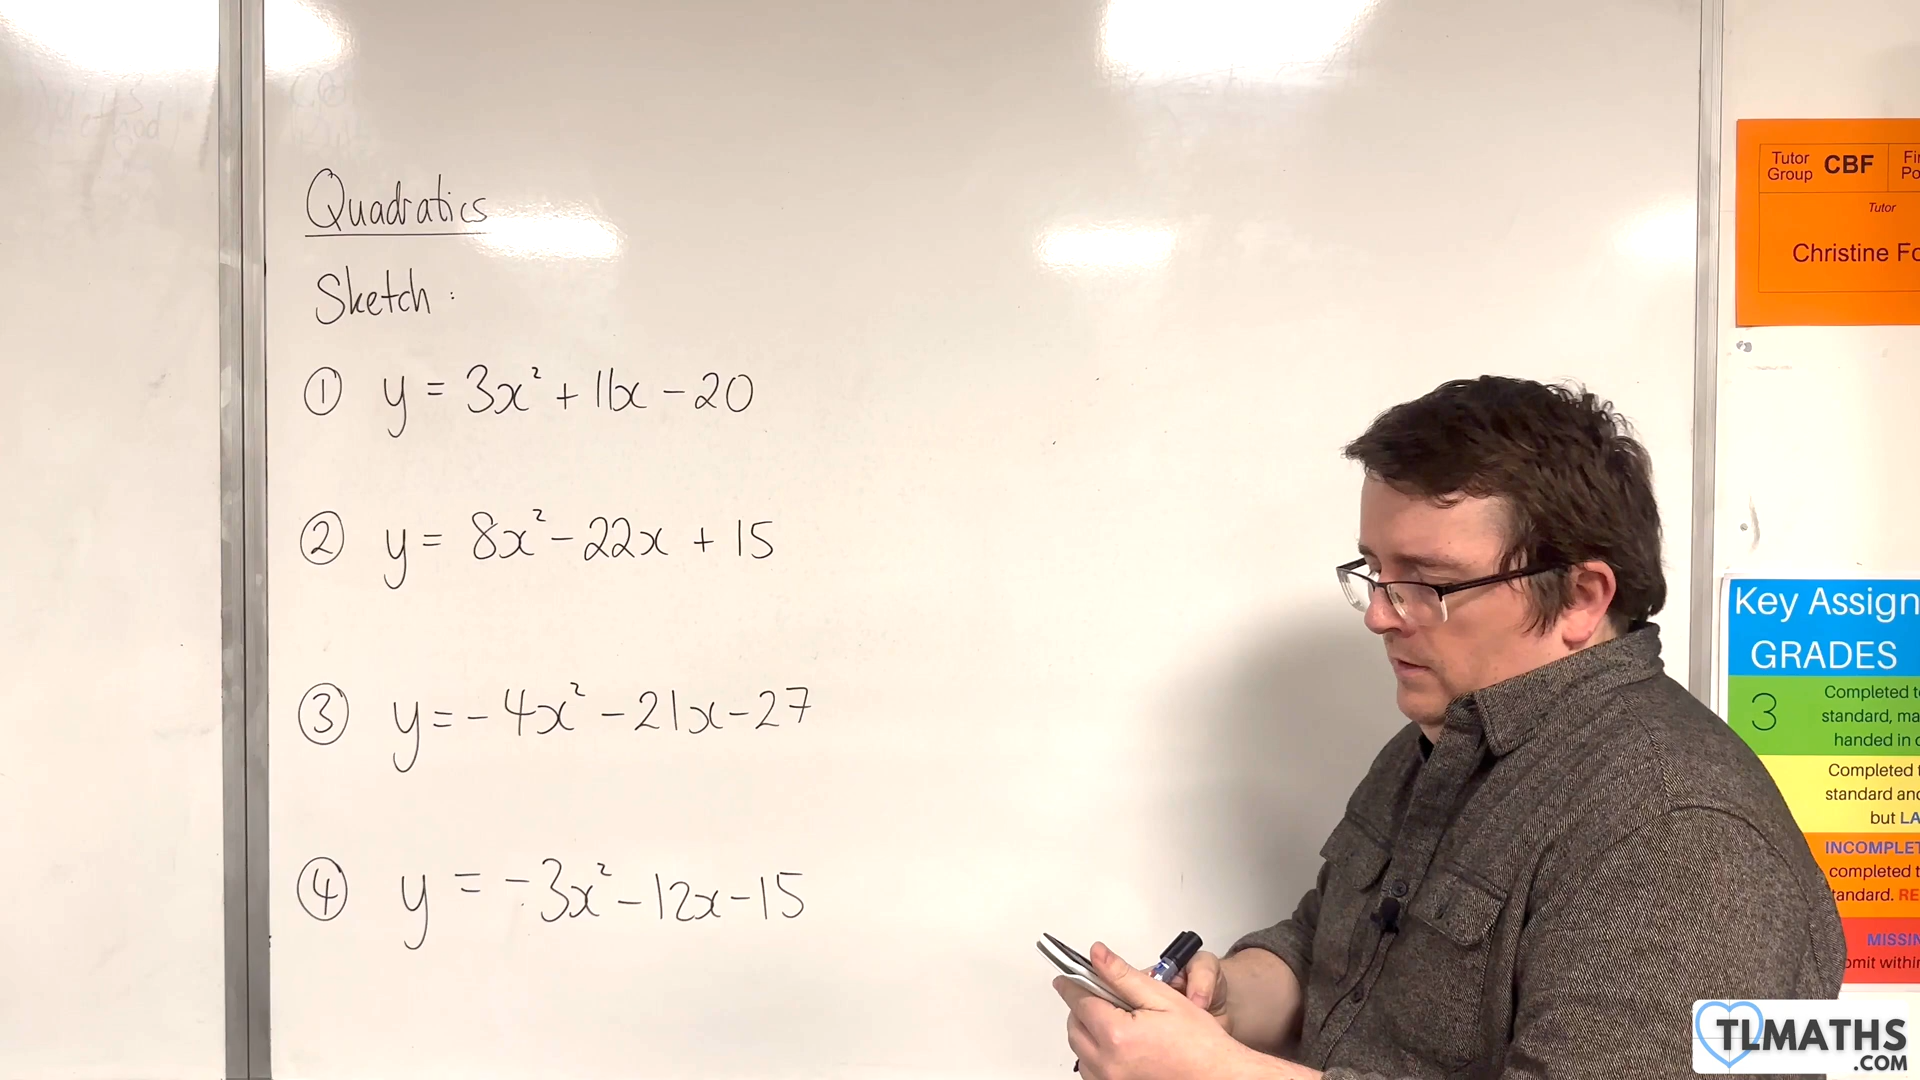 Quadratics
Sketch :
① y = 3x² + 11x - 20
② y = 8x² - 22x + 15
③ y = - 4x² - 21x - 27
④ y = -3x² - 12x - 15
Tutor Group CBF
Tutor
Christine Fo
Key Assign
GRADES
3 Completed t
standard, ma
handed in
Completed
standard and
but LA
INCOMPLET
completed t
tandard. RE
MISSIN
omit within
TLMATHS
.COM